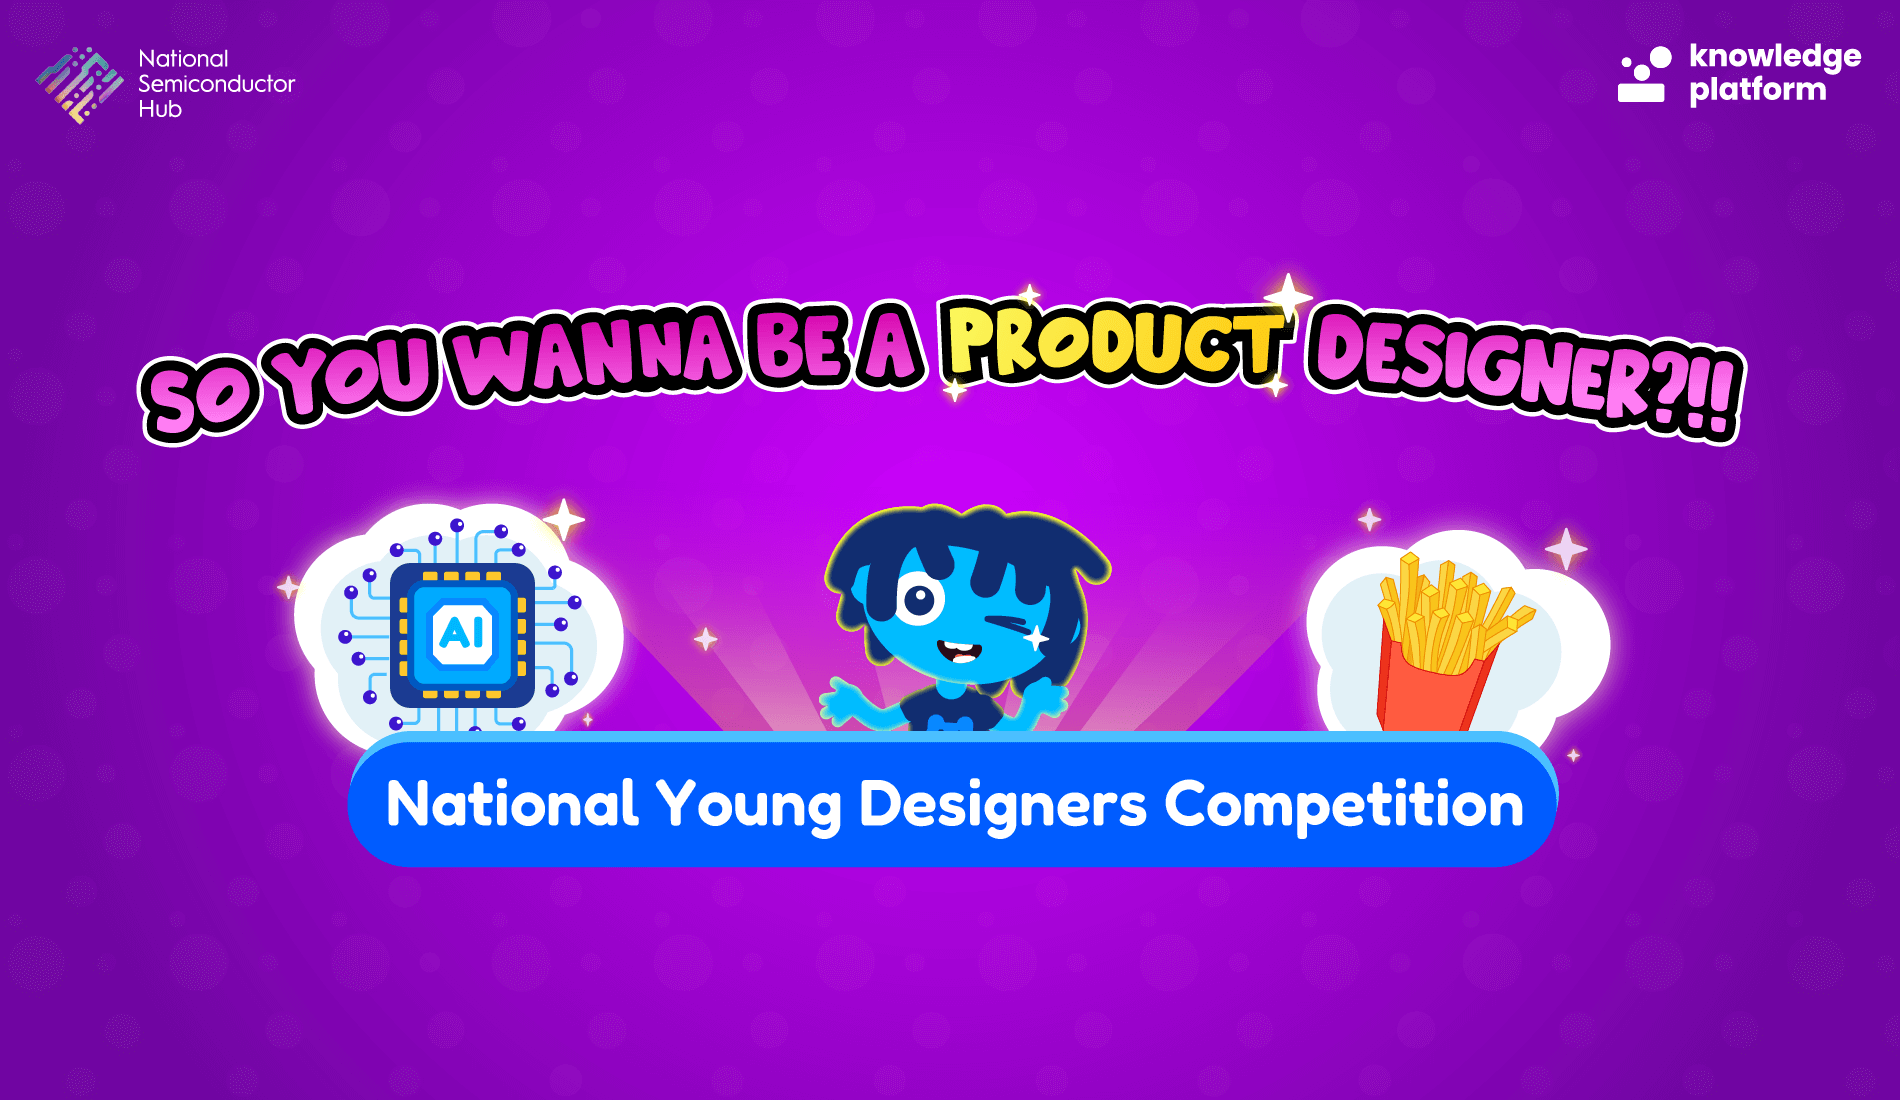 National
Semiconductor
Hub
knowledge
platform
SO YOU WANNA BE A PRODUCT DESIGNER?!!
AI
National Young Designers Competition